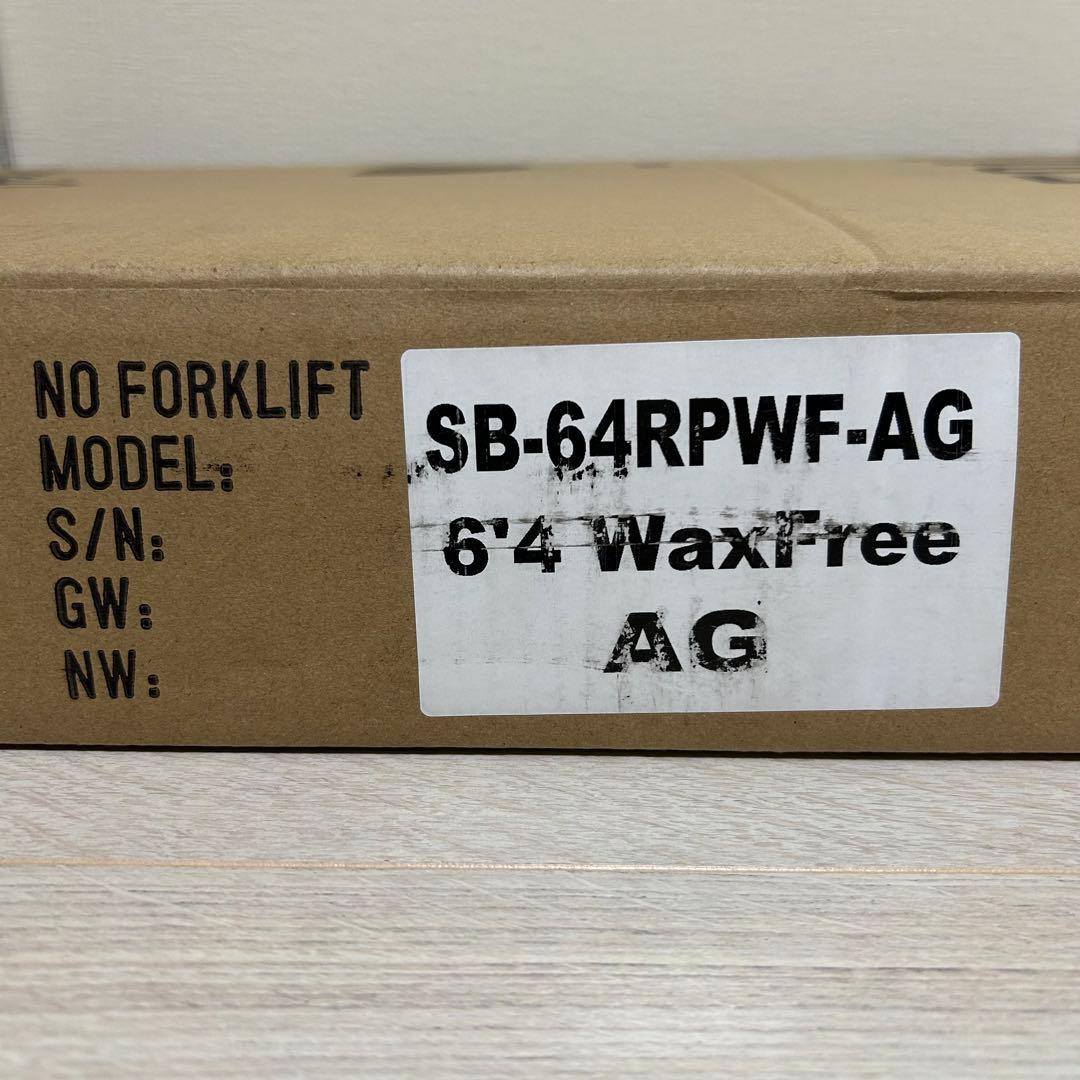 NO FORKLIFT
MODEL:
S/N:
GW:
NW:
SB-64RPWF-AG
6'4 WaxFree
AG